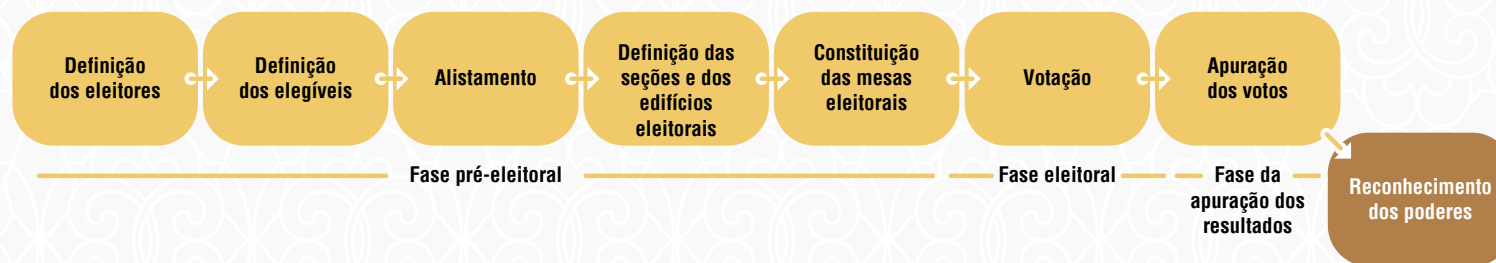 Definição
dos eleitores
Definição
dos elegíveis
Alistamento
Definição das
seções e dos
edifícios
eleitorais
Constituição
das mesas
eleitorais
Votação
Apuração
dos votos
Fase pré-eleitoral
Fase eleitoral
Fase da
apuração dos
resultados
Reconhecimento
dos poderes